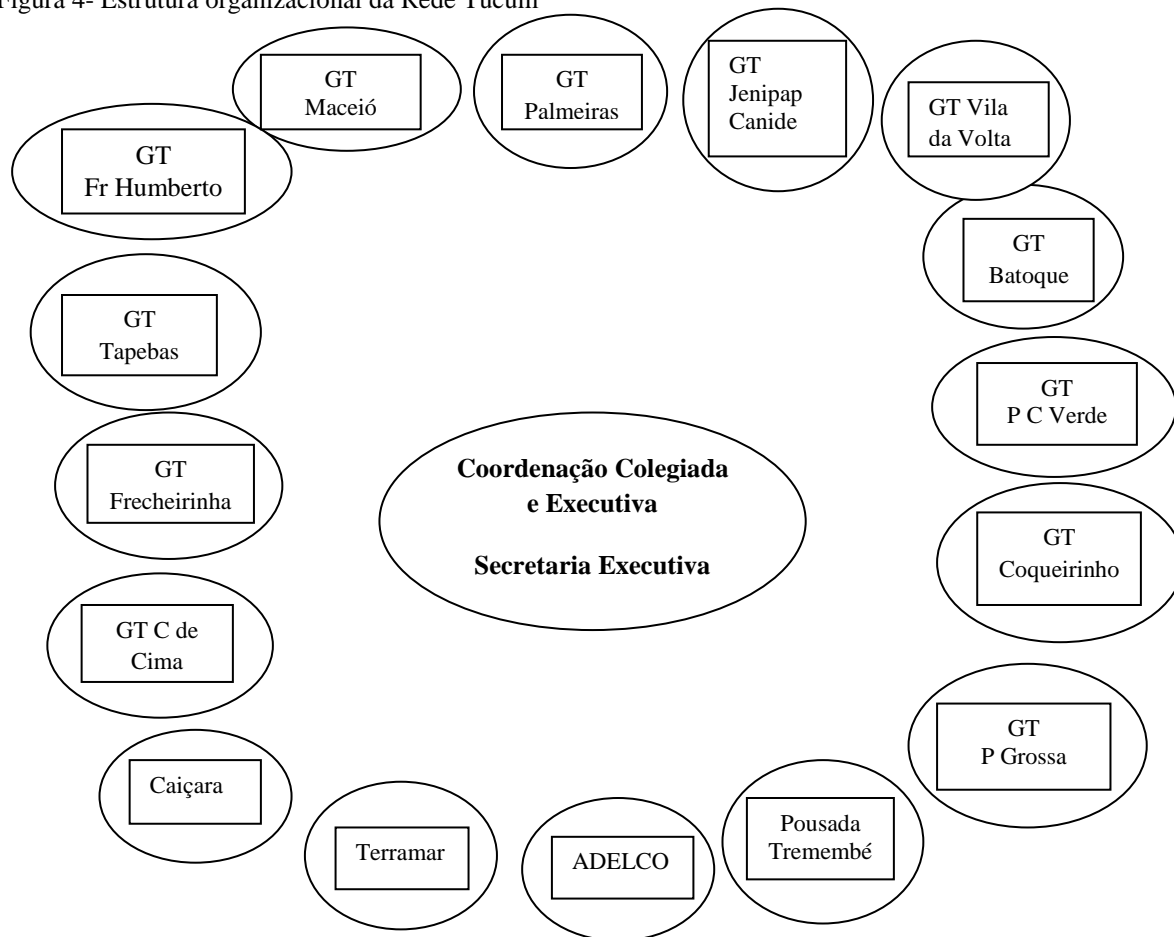 Figura 4- Estrutura organizacional da Rede Tucum
GT
Maceió
GT
Palmeiras
GT
Jenipap
Canide
GT Vila
da Volta
GT
Fr Humberto
GT
Batoque
GT
Tapebas
GT
P C Verde
GT
Frecheirinha
Coordenação Colegiada
e Executiva
Secretaria Executiva
GT
Coqueirinho
GT C de
Cima
GT
P Grossa
Caiçara
Terramar
ADELCO
Pousada
Tremembé